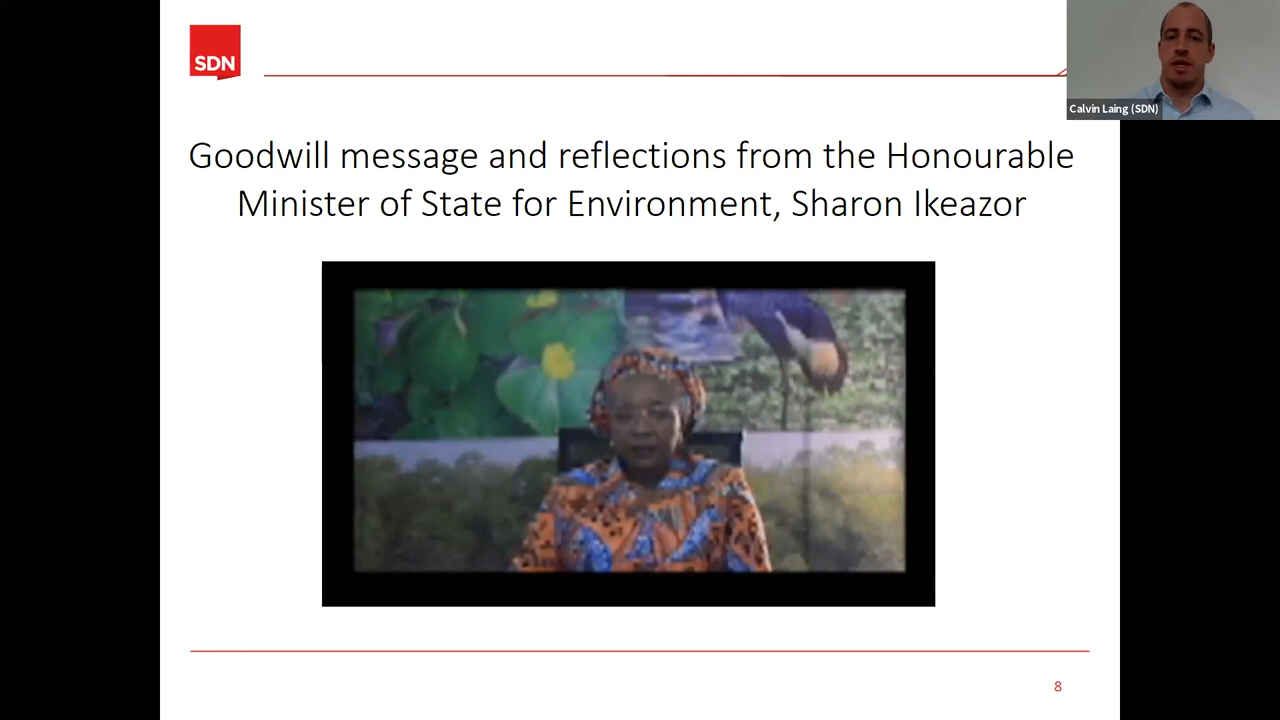 SDN
Calvin Laing (SDN)
Goodwill message and reflections from the Honourable
Minister of State for Environment, Sharon Ikeazor
8